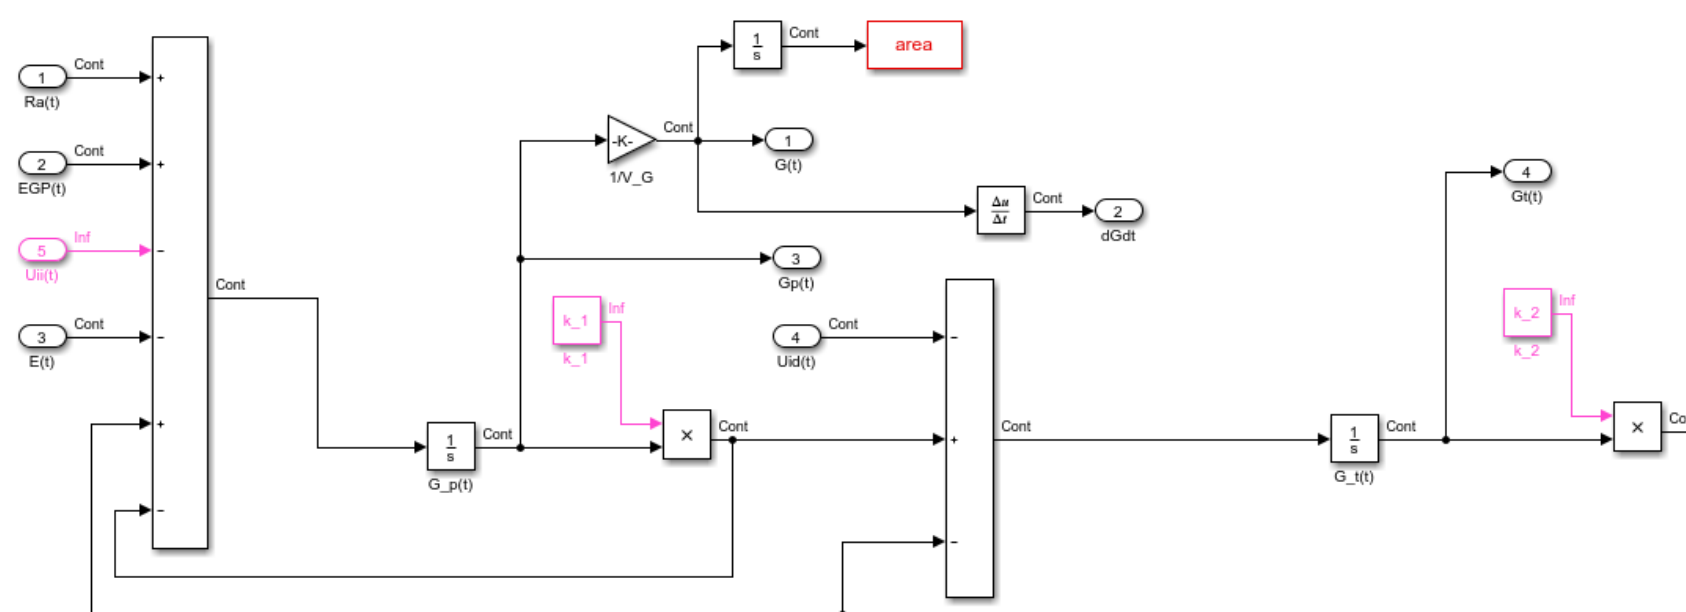 1
Cont
Ra(t)
+
2
Cont
EGP(t)
+
5
Inf
Uii(t)
−
3
Cont
E(t)
−
+
−
Cont
1
s
Cont
G_p(t)
-K-
Cont
1/V_G
1
s
Cont
area
1
G(t)
Δu
Δt
Cont
2
dGdt
3
Gp(t)
k_1
Inf
k_1
×
Cont
4
Cont
Uid(t)
−
+
−
Cont
1
s
Cont
G_t(t)
4
Gt(t)
k_2
Inf
k_2
×
Co